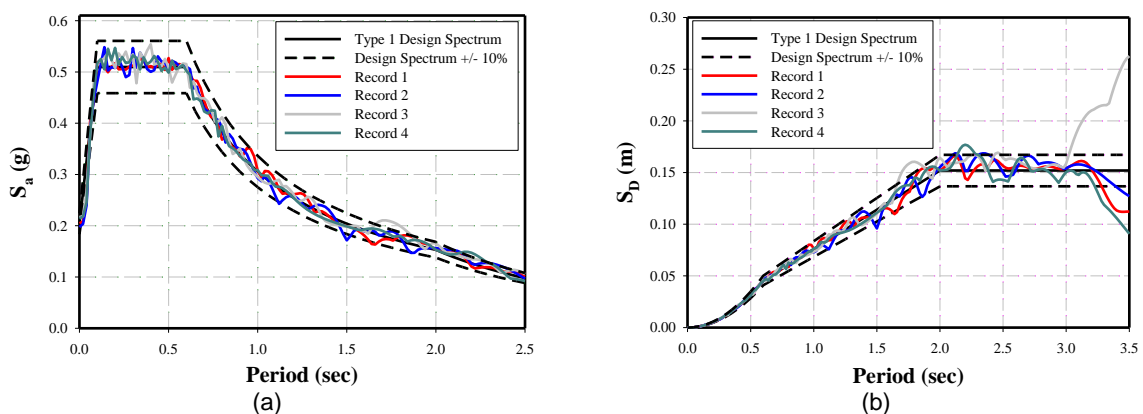 S_a (g)
0.6
0.5
0.4
0.3
0.2
0.1
0.0
Type 1 Design Spectrum
Design Spectrum +/- 10%
Record 1
Record 2
Record 3
Record 4
0.0 0.5 1.0 1.5 2.0 2.5
Period (sec)
(a)
S_D (m)
0.30
0.25
0.20
0.15
0.10
0.05
0.00
Type 1 Design Spectrum
Design Spectrum +/- 10%
Record 1
Record 2
Record 3
Record 4
0.0 0.5 1.0 1.5 2.0 2.5 3.0 3.5
Period (sec)
(b)